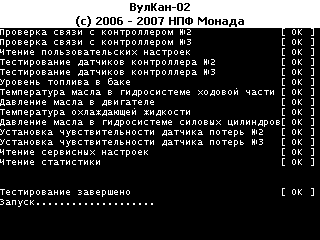 ВулКан-02
(c) 2006 - 2007 НПФ Монада
Проверка связи с контроллером №2 [ OK ]
Проверка связи с контроллером №3 [ OK ]
Чтение пользовательских настроек [ OK ]
Тестирование датчиков контроллера №2 [ OK ]
Тестирование датчиков контроллера №3 [ OK ]
Уровень топлива в баке [ OK ]
Температура масла в гидросистеме ходовой части [ OK ]
Давление масла в двигателе [ OK ]
Температура охлаждающей жидкости [ OK ]
Давление масла в гидросистеме силовых цилиндров [ OK ]
Установка чувствительности датчика потерь №2 [ OK ]
Установка чувствительности датчика потерь №3 [ OK ]
Чтение сервисных настроек [ OK ]
Чтение статистики [ OK ]
Тестирование завершено [ OK ]
Запуск....................